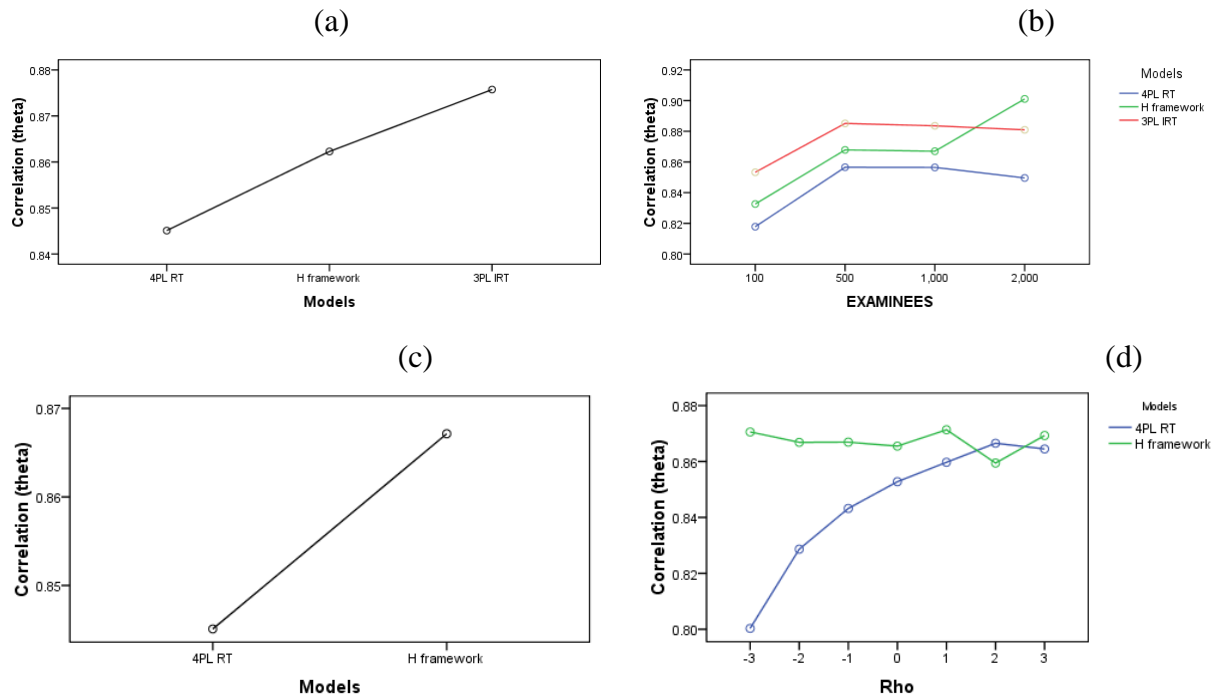 (a)
0.88
0.87
0.86
0.85
0.84
Correlation (theta)
4PL RT
H framework
3PL IRT
Models
(b)
0.92
0.90
0.88
0.86
0.84
0.82
0.80
Correlation (theta)
100
500
1,000
2,000
EXAMINEES
Models
4PL RT
H framework
3PL IRT
(c)
0.87
0.86
0.85
Correlation (theta)
4PL RT
H framework
Models
(d)
0.88
0.86
0.84
0.82
0.80
Correlation (theta)
-3
-2
-1
0
1
2
3
Rho
Models
4PL RT
H framework